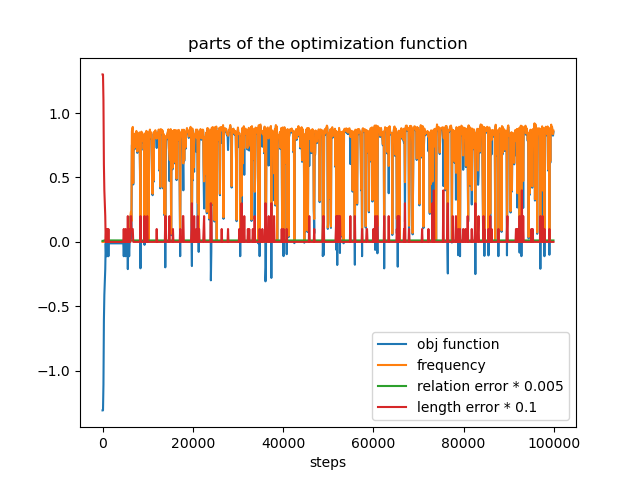 parts of the optimization function
1.0
0.5
0.0
−0.5
−1.0
0
20000
40000
60000
80000
100000
steps
obj function
frequency
relation error * 0.005
length error * 0.1